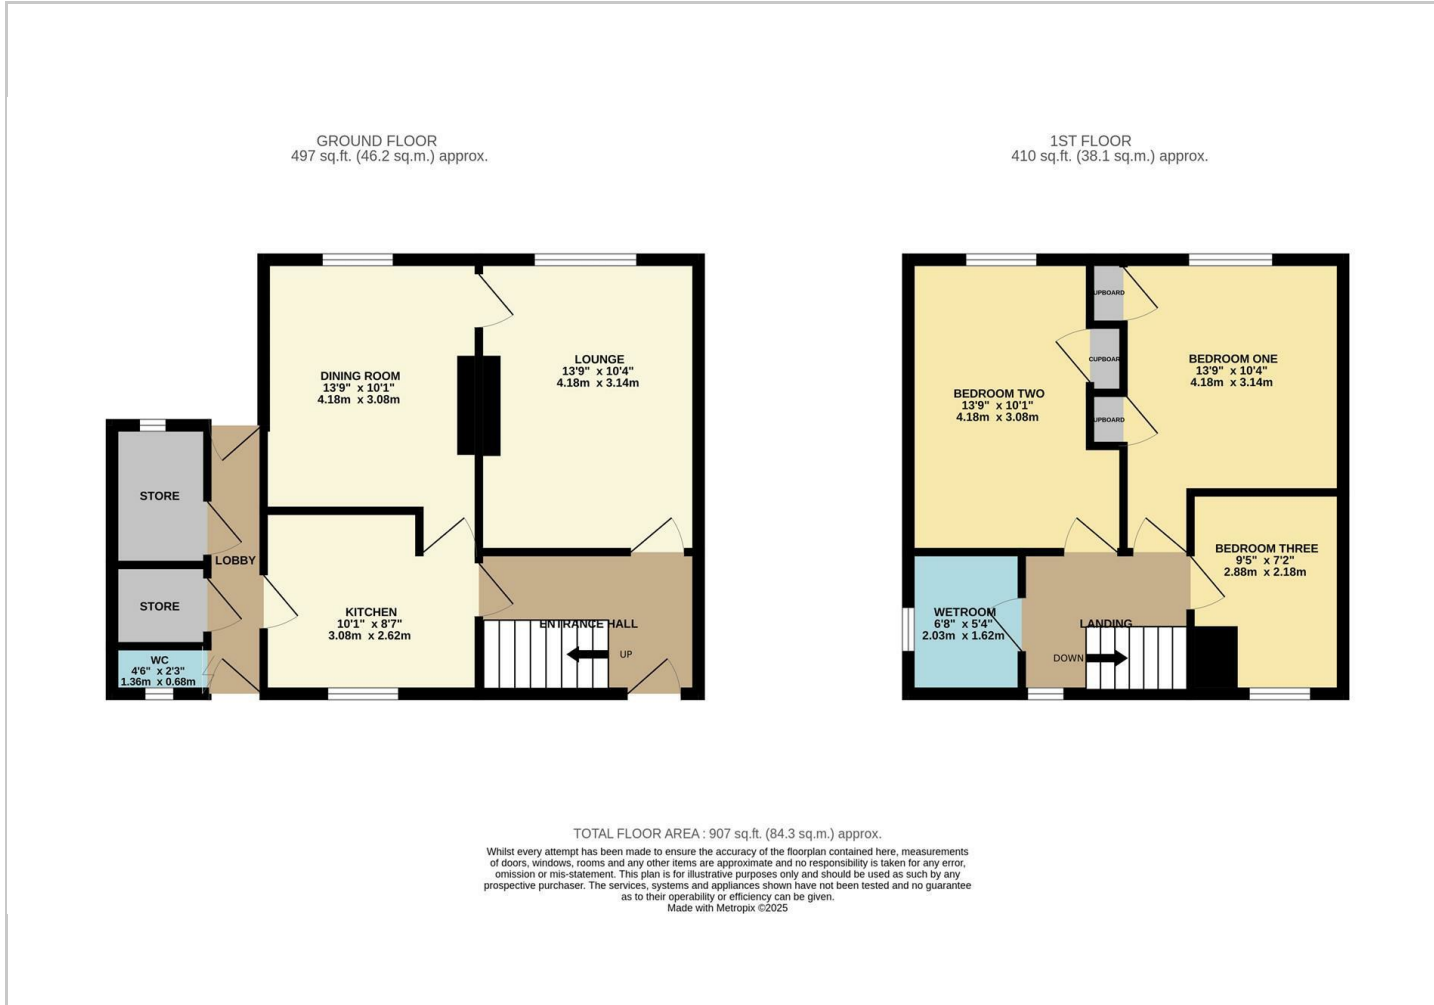 GROUND FLOOR
497 sq.ft. (46.2 sq.m.) approx.
1ST FLOOR
410 sq.ft. (38.1 sq.m.) approx.
DINING ROOM
13'9" x 10'1"
4.18m x 3.08m
LOUNGE
13'9" x 10'4"
4.18m x 3.14m
STORE
LOBBY
STORE
WC
4'6" x 2'3"
1.36m x 0.68m
KITCHEN
10'1" x 8'7"
3.08m x 2.62m
ENTRANCE HALL
UP
UPBOARD
CUPBOAR
UPBOARD
BEDROOM ONE
13'9" x 10'4"
4.18m x 3.14m
BEDROOM TWO
13'9" x 10'1"
4.18m x 3.08m
BEDROOM THREE
9'5" x 7'2"
2.88m x 2.18m
WETROOM
6'8" x 5'4"
2.03m x 1.62m
LANDING
DOWN
TOTAL FLOOR AREA : 907 sq.ft. (84.3 sq.m.) approx.
Whilst every attempt has been made to ensure the accuracy of the floorplan contained here, measurements
of doors, windows, rooms and any other items are approximate and no responsibility is taken for any error,
omission or mis-statement. This plan is for illustrative purposes only and should be used as such by any
prospective purchaser. The services, systems and appliances shown have not been tested and no guarantee
as to their operability or efficiency can be given.
Made with Metropix ©2025